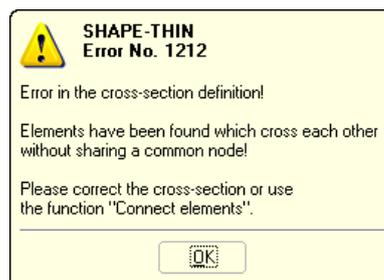 SHAPE-THIN
Error No. 1212
Error in the cross-section definition!
Elements have been found which cross each other
without sharing a common node!
Please correct the cross-section or use
the function "Connect elements".
OK